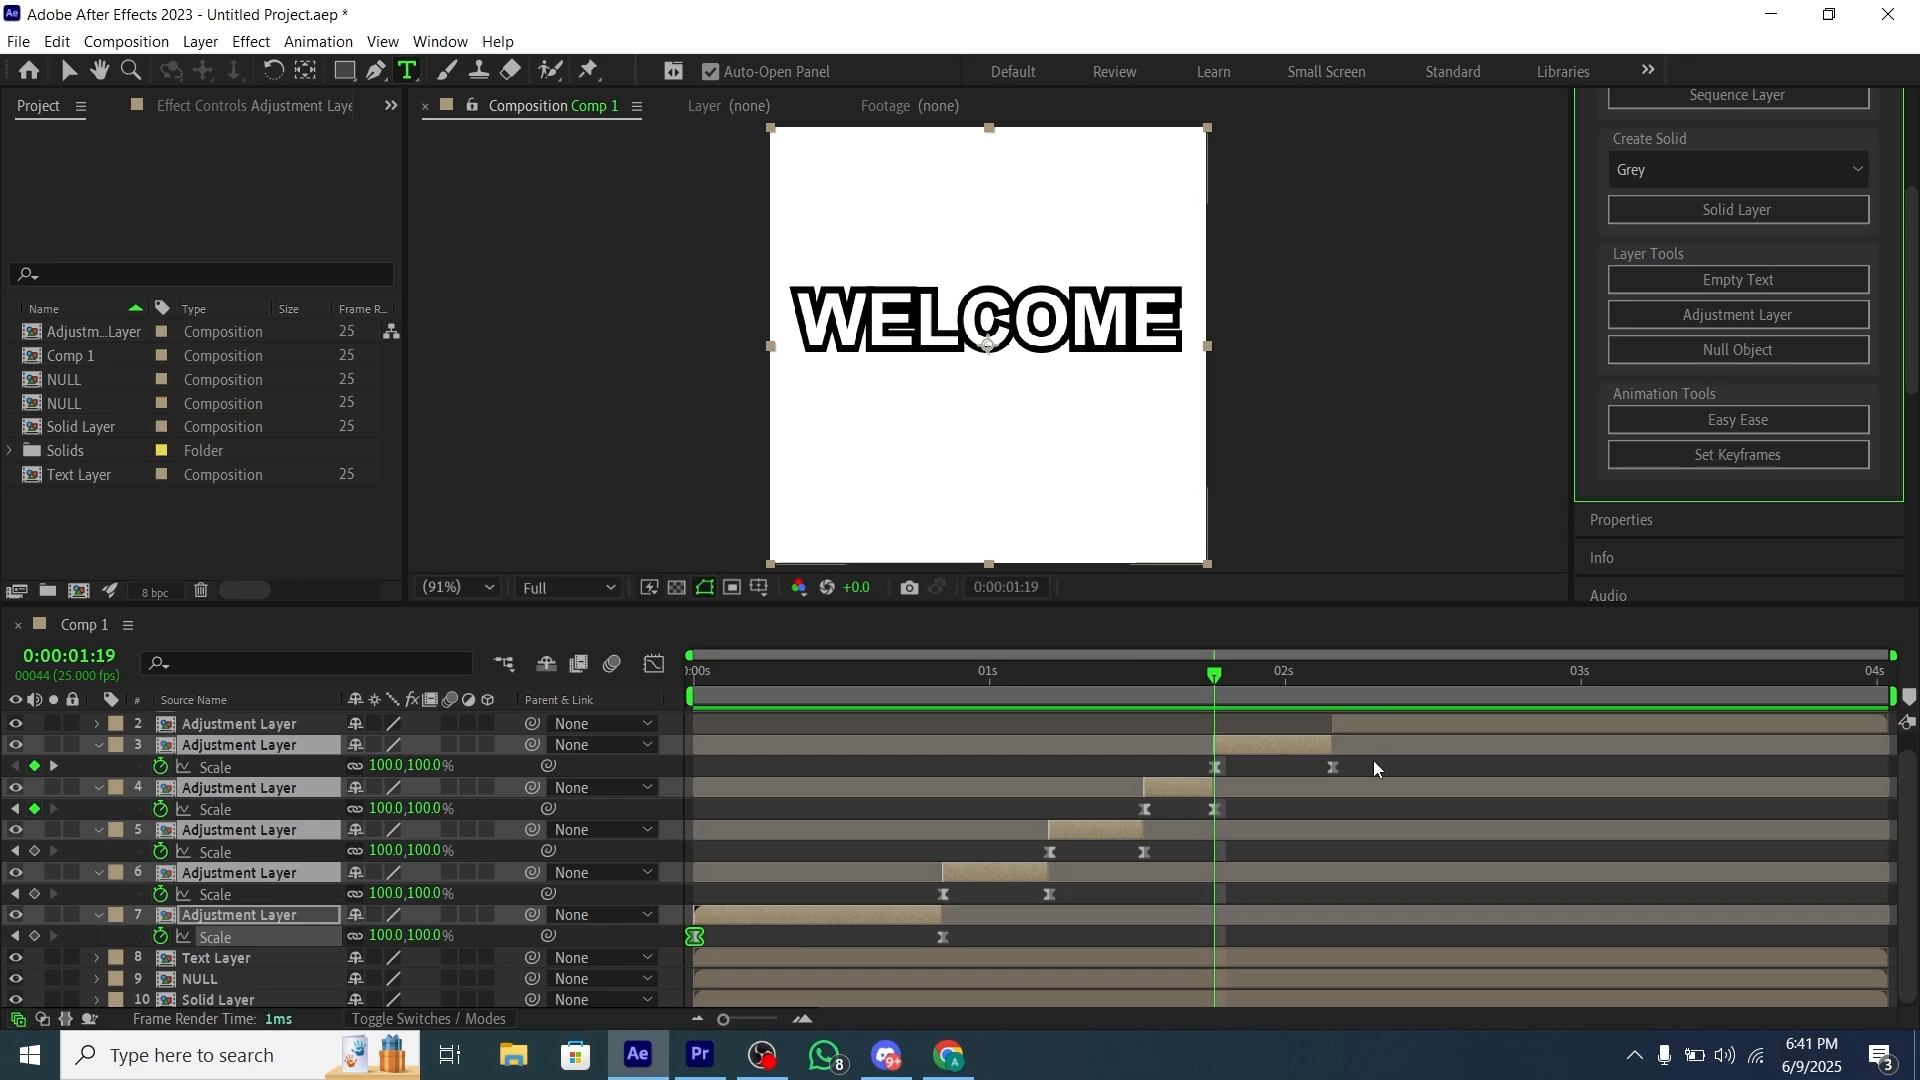 Adobe After Effects 2023 - Untitled Project.aep *
File Edit Composition Layer Effect Animation View Window Help
Auto-Open Panel Default Review Learn Small Screen Standard Libraries
Project Effect Controls Adjustment Laye Composition Comp 1 Layer (none) Footage (none)
Sequence Layer
Create Solid
Grey
Solid Layer
Layer Tools
Empty Text
Adjustment Layer
Null Object
Animation Tools
Easy Ease
Set Keyframes
Properties
Info
Audio
WELCOME
Name Type Size Frame R...
Adjustm...Layer Composition 25
Comp 1 Composition 25
NULL Composition 25
NULL Composition 25
Solid Layer Composition 25
Solids Folder
Text Layer Composition 25
8 bpc (91%) Full +0.0 0:00:01:19
Comp 1
0:00:01:19
00044 (25.000 fps)
):00s 01s 02s 03s 04s
# Source Name fx Parent & Link
2 Adjustment Layer None
3 Adjustment Layer None
Scale 100.0,100.0%
4 Adjustment Layer None
Scale 100.0,100.0%
5 Adjustment Layer None
Scale 100.0,100.0%
6 Adjustment Layer None
Scale 100.0,100.0%
7 Adjustment Layer None
Scale 100.0,100.0%
8 Text Layer None
9 NULL None
10 Solid Layer None
Frame Render Time: 1ms Toggle Switches / Modes
Type here to search
Ae Pr 8 9+ A
6:41 PM
6/9/2025
3